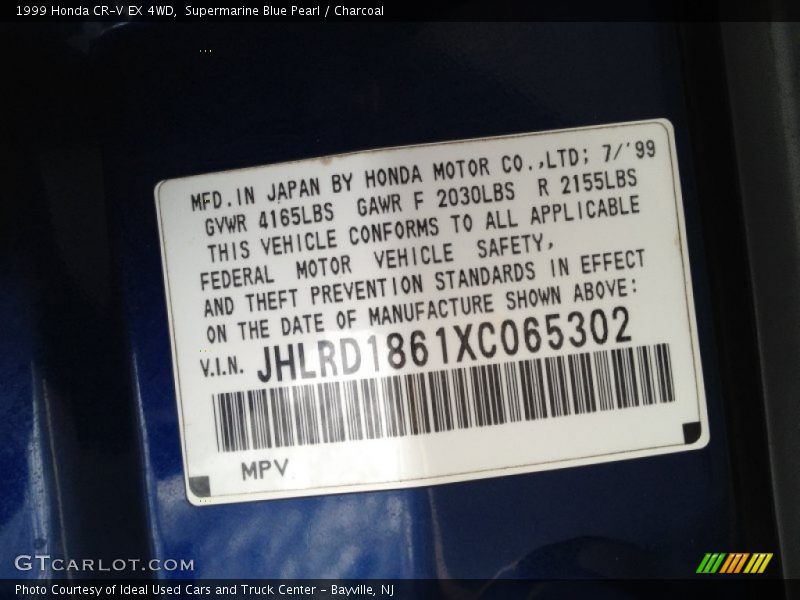 1999 Honda CR-V EX 4WD, Supermarine Blue Pearl / Charcoal
MFD.IN JAPAN BY HONDA MOTOR CO.,LTD; 7/'99
GVWR 4165LBS GAWR F 2030LBS R 2155LBS
THIS VEHICLE CONFORMS TO ALL APPLICABLE
FEDERAL MOTOR VEHICLE SAFETY,
AND THEFT PREVENTION STANDARDS IN EFFECT
ON THE DATE OF MANUFACTURE SHOWN ABOVE:
V.I.N. JHLRD1861XC065302
MPV
GTCARLOT.COM
Photo Courtesy of Ideal Used Cars and Truck Center - Bayville, NJ